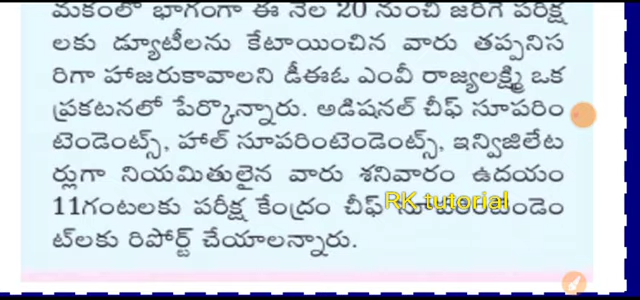 మకంలో భాగంగా ఈ నెల 20 నుంచి జరిగే పరీక్ష
లకు డ్యూటీలను కేటాయించిన వారు తప్పనిస
రిగా హాజరుకావాలని డీఈఓ ఎంవీ రాజ్యలక్ష్మి ఒక
ప్రకటనలో పేర్కొన్నారు. అడిషనల్ చీఫ్ సూపరిం
టెండెంట్స్, హాల్ సూపరింటెండెంట్స్, ఇన్విజిలేట
ర్లుగా నియమితులైన వారు శనివారం ఉదయం
11గంటలకు పరీక్ష కేంద్రం చీఫ్ సూపరింటెండెం
ట్‌లకు రిపోర్ట్ చేయాలన్నారు.
RK tutorial